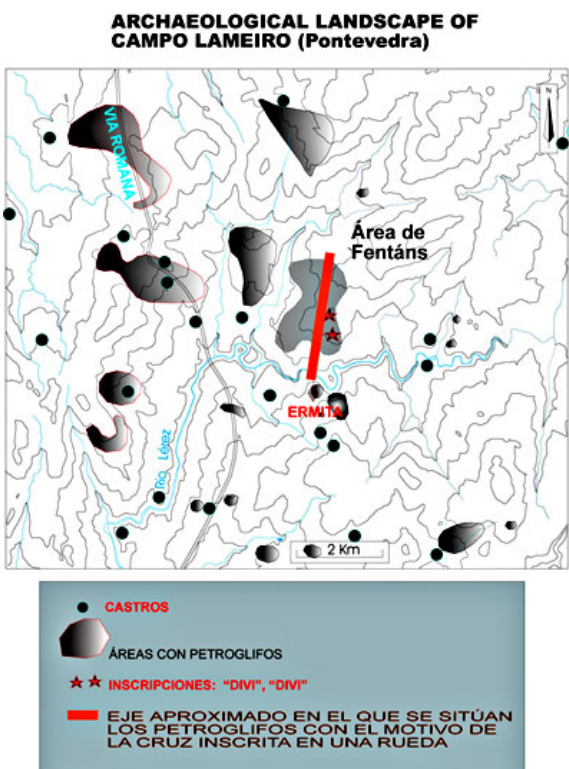 ARCHAEOLOGICAL LANDSCAPE OF
CAMPO LAMEIRO (Pontevedra)
N
VIA ROMANA
Área de
Fentáns
ERMITA
Río Lérez
2 Km
CASTROS
ÁREAS CON PETROGLIFOS
INSCRIPCIONES: "DIVI", "DIVI"
EJE APROXIMADO EN EL QUE SE SITÚAN
LOS PETROGLIFOS CON EL MOTIVO DE
LA CRUZ INSCRITA EN UNA RUEDA